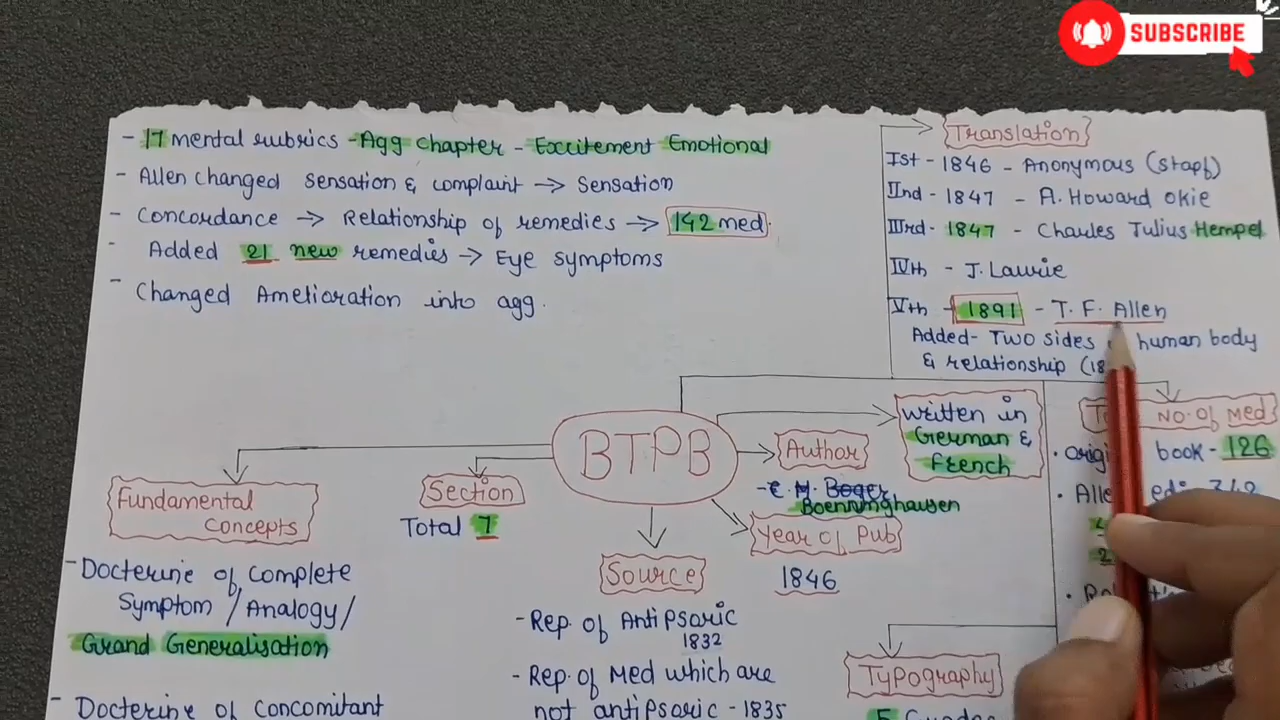 SUBSCRIBE
- 17 mental rubrics - Agg chapter - Excitement Emotional
- Allen changed sensation & complaint → Sensation
- Concordance → Relationship of remedies → 142 med.
- Added 21 new remedies → Eye symptoms
- Changed Amelioration into agg.
Translation
Ist - 1846 - Anonymous (Stapf)
IInd - 1847 - A. Howard Okie
IIIrd - 1847 - Charles Julius Hempel
IVth - J. Laurie
Vth - 1891 - T. F. Allen
Added - Two sides human body
& relationship (18
BTPB
Fundamental
Concepts
- Docterine of complete
Symptom / Analogy /
Grand Generalisation
- Docterine of concomitant
Section
Total 7
Source
- Rep. of Antipsoric
1832
- Rep. of Med which are
not antipsoric - 1835
Author
- C. M. Boger
Boenninghausen
Year of Pub
1846
written in
German &
French
No. of Med
book - 126
342
Typography
5